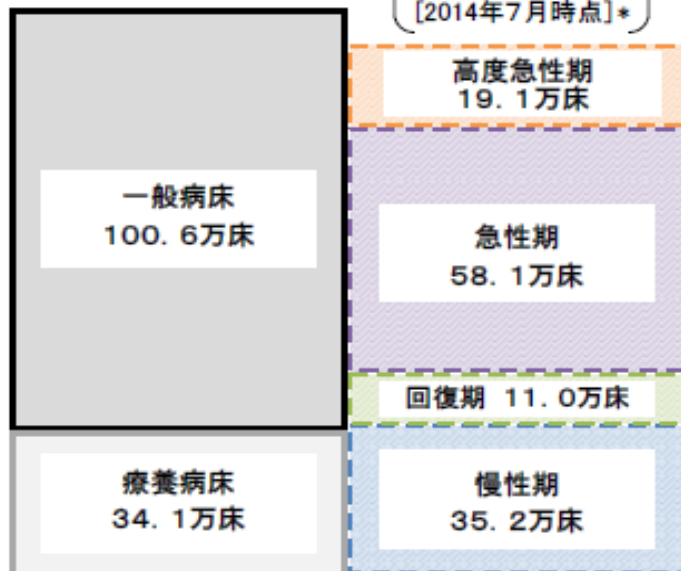 [2014年7月時点]*
高度急性期
19.1万床
一般病床
100.6万床
急性期
58.1万床
回復期 11.0万床
療養病床
34.1万床
慢性期
35.2万床